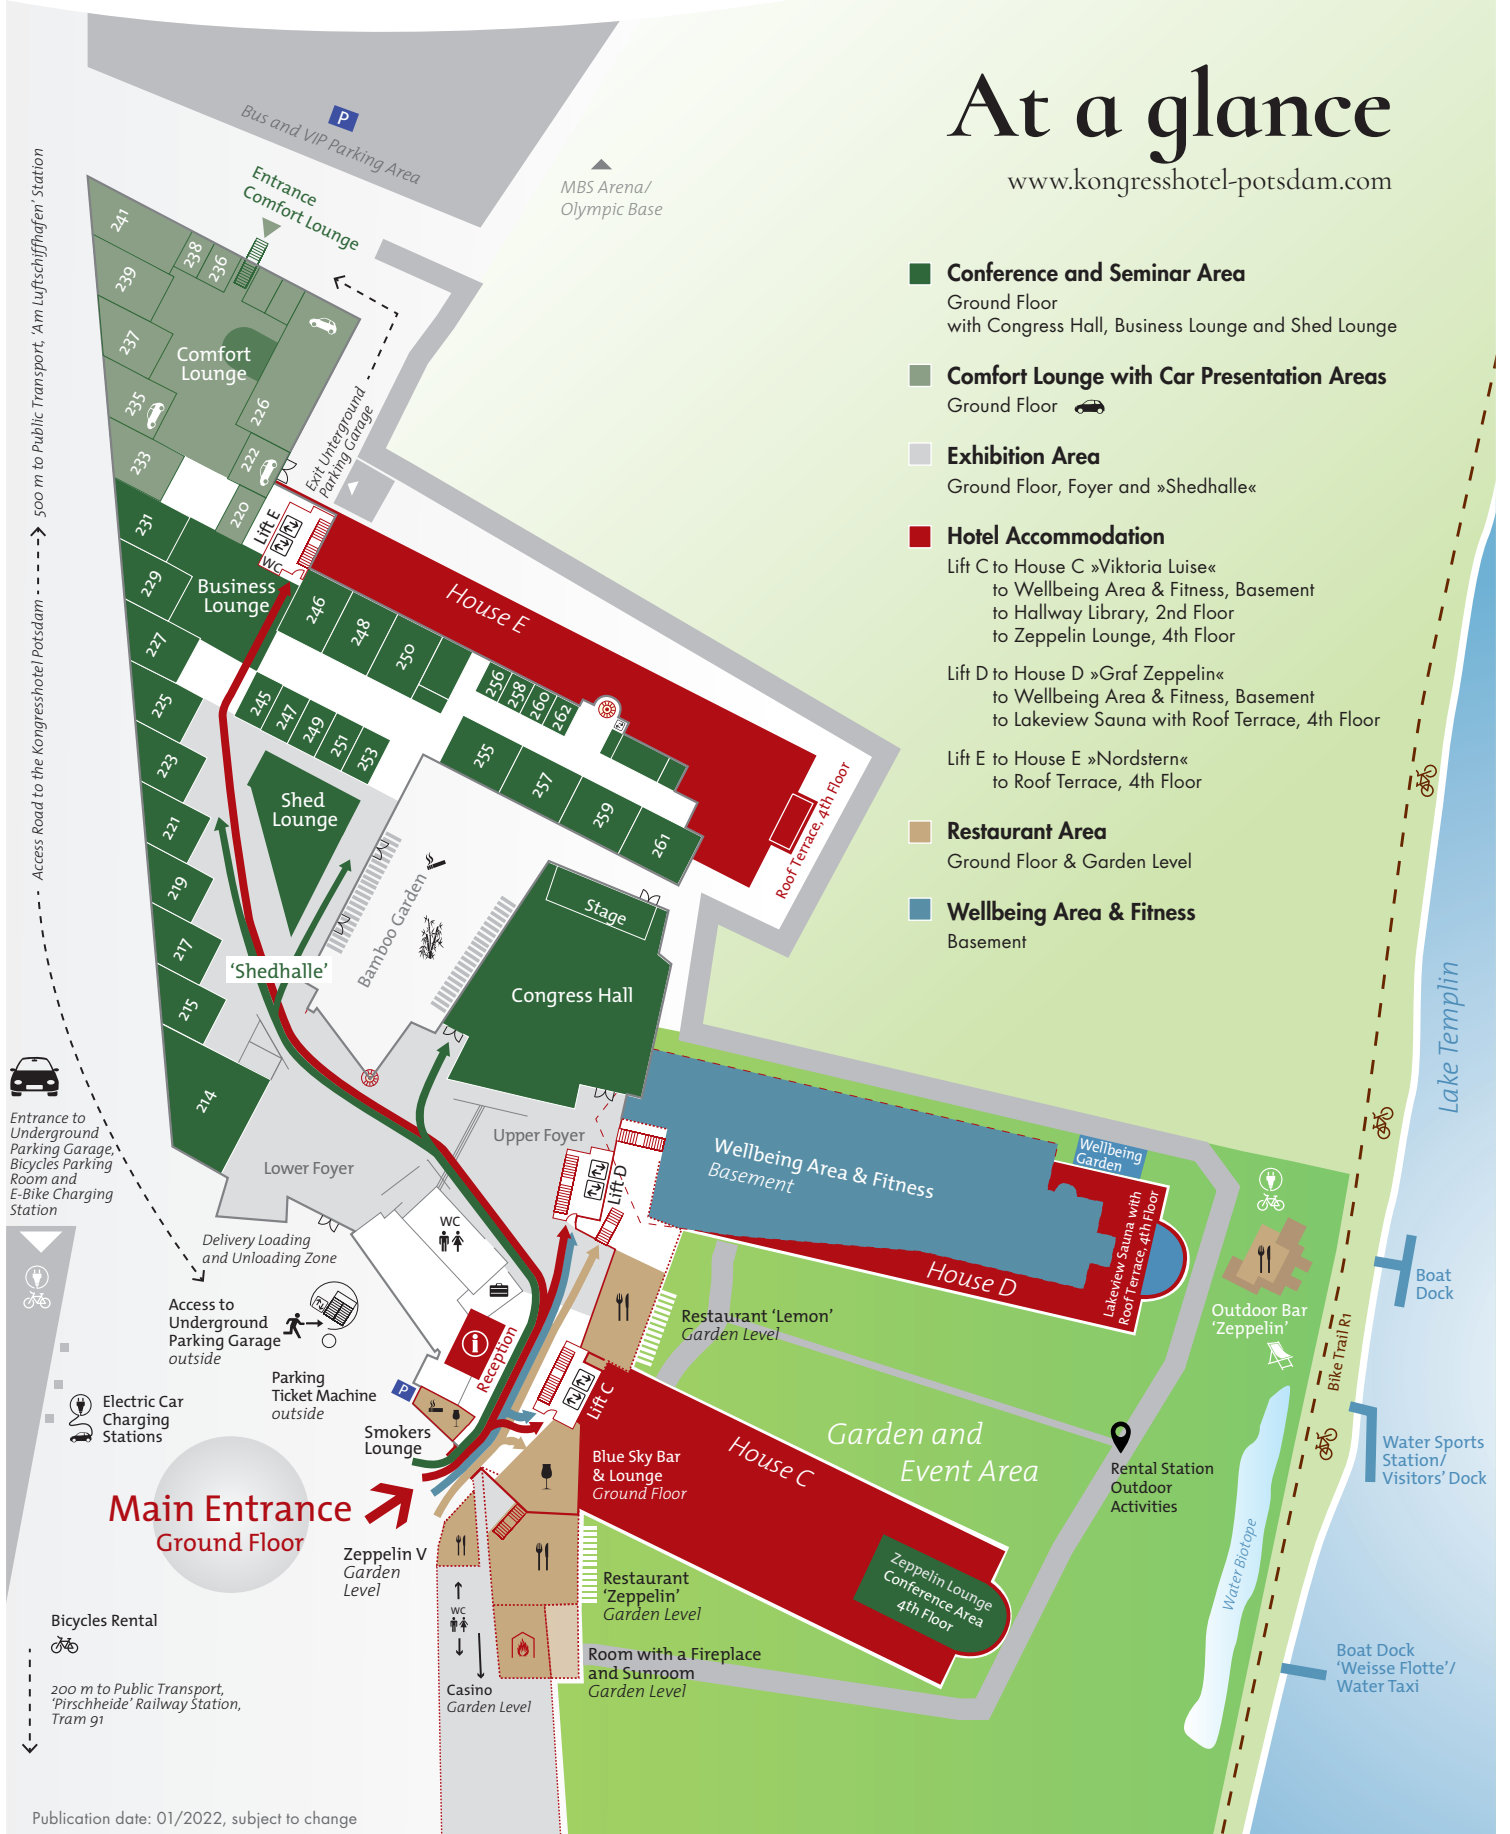 At a glance
www.kongresshotel-potsdam.com
Conference and Seminar Area
Ground Floor
with Congress Hall, Business Lounge and Shed Lounge
Comfort Lounge with Car Presentation Areas
Ground Floor
Exhibition Area
Ground Floor, Foyer and »Shedhalle«
Hotel Accommodation
Lift C to House C »Viktoria Luise«
to Wellbeing Area & Fitness, Basement
to Hallway Library, 2nd Floor
to Zeppelin Lounge, 4th Floor
Lift D to House D »Graf Zeppelin«
to Wellbeing Area & Fitness, Basement
to Lakeview Sauna with Roof Terrace, 4th Floor
Lift E to House E »Nordstern«
to Roof Terrace, 4th Floor
Restaurant Area
Ground Floor & Garden Level
Wellbeing Area & Fitness
Basement
P
Bus and VIP Parking Area
MBS Arena/
Olympic Base
Entrance
Comfort Lounge
500 m to Public Transport, 'Am Luftschiffhafen' Station
Access Road to the Kongresshotel Potsdam
241
239
238
236
237
235
233
Comfort
Lounge
226
222
220
Exit Unterground
Parking Garage
Lift E
WC
231
229
227
225
223
221
219
217
215
214
Business
Lounge
House E
246
248
250
256
258
260
262
245
247
249
251
253
255
257
259
261
Shed
Lounge
Roof Terrace, 4th Floor
Bamboo Garden
Stage
Congress Hall
'Shedhalle'
Upper Foyer
Lower Foyer
Lift D
Wellbeing Area & Fitness
Basement
Wellbeing
Garden
Lakeview Sauna with
Roof Terrace, 4th Floor
House D
Entrance to
Underground
Parking Garage,
Bicycles Parking
Room and
E-Bike Charging
Station
Delivery Loading
and Unloading Zone
WC
Access to
Underground
Parking Garage
outside
Parking
Ticket Machine
outside
Electric Car
Charging
Stations
i
Reception
P
Smokers
Lounge
Restaurant 'Lemon'
Garden Level
Lift C
Blue Sky Bar
& Lounge
Ground Floor
House C
Garden and
Event Area
Rental Station
Outdoor
Activities
Outdoor Bar
'Zeppelin'
Bike Trail R1
Lake Templin
Boat
Dock
Water Sports
Station/
Visitors' Dock
Water Biotope
Boat Dock
'Weisse Flotte'/
Water Taxi
Main Entrance
Ground Floor
Zeppelin V
Garden
Level
WC
Casino
Garden Level
Restaurant
'Zeppelin'
Garden Level
Room with a Fireplace
and Sunroom
Garden Level
Zeppelin Lounge
Conference Area
4th Floor
Bicycles Rental
200 m to Public Transport,
'Pirschheide' Railway Station,
Tram 91
Publication date: 01/2022, subject to change